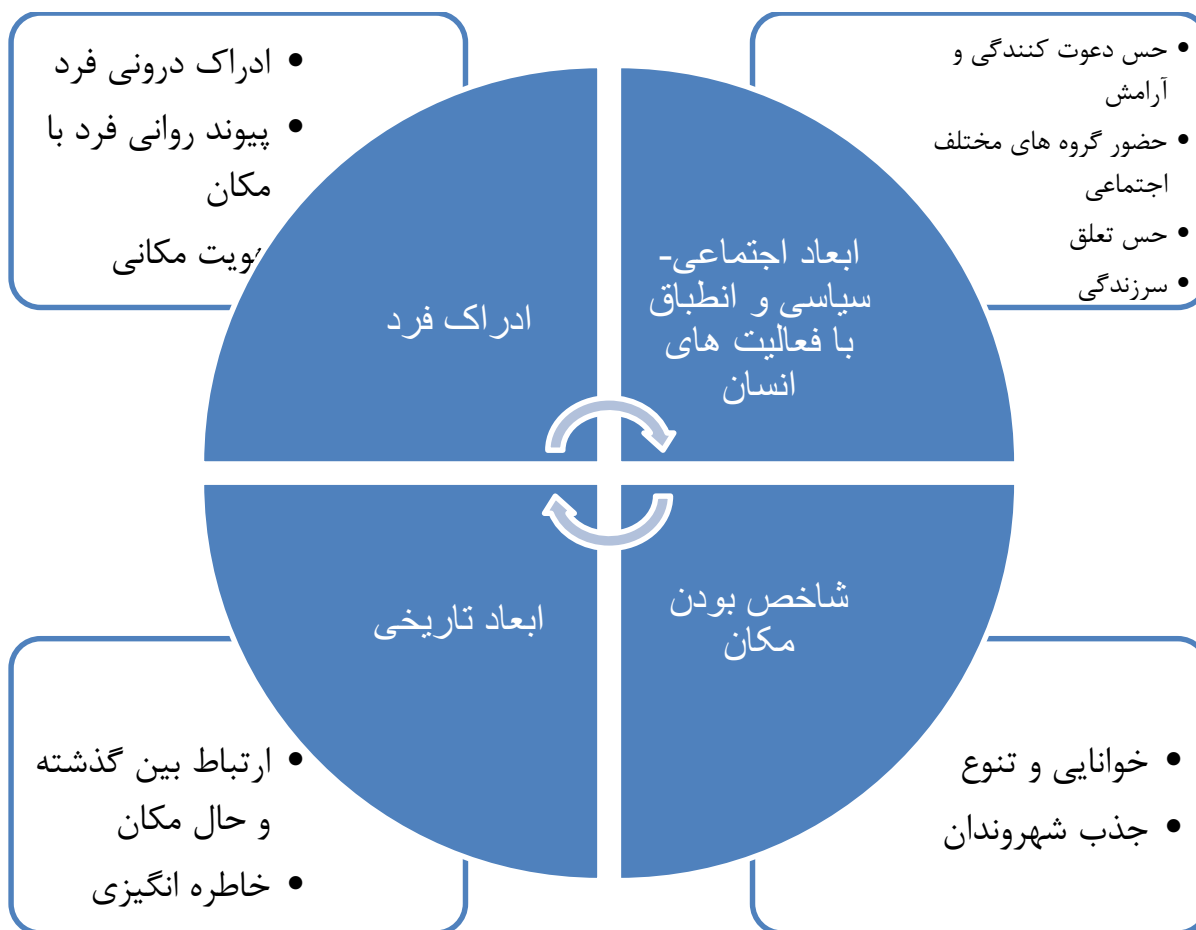 • حس دعوت کنندگی و
آرامش
• حضور گروه های مختلف
اجتماعی
• حس تعلق
• سرزندگی
• ادراک درونی فرد
• پیوند روانی فرد با
مکان
مکانی
ابعاد اجتماعی-
سیاسی و انطباق
با فعالیت های
انسان
ادراک فرد
شاخص بودن
مکان
ابعاد تاریخی
• خوانایی و تنوع
• جذب شهروندان
• ارتباط بین گذشته
و حال مکان
• خاطره انگیزی